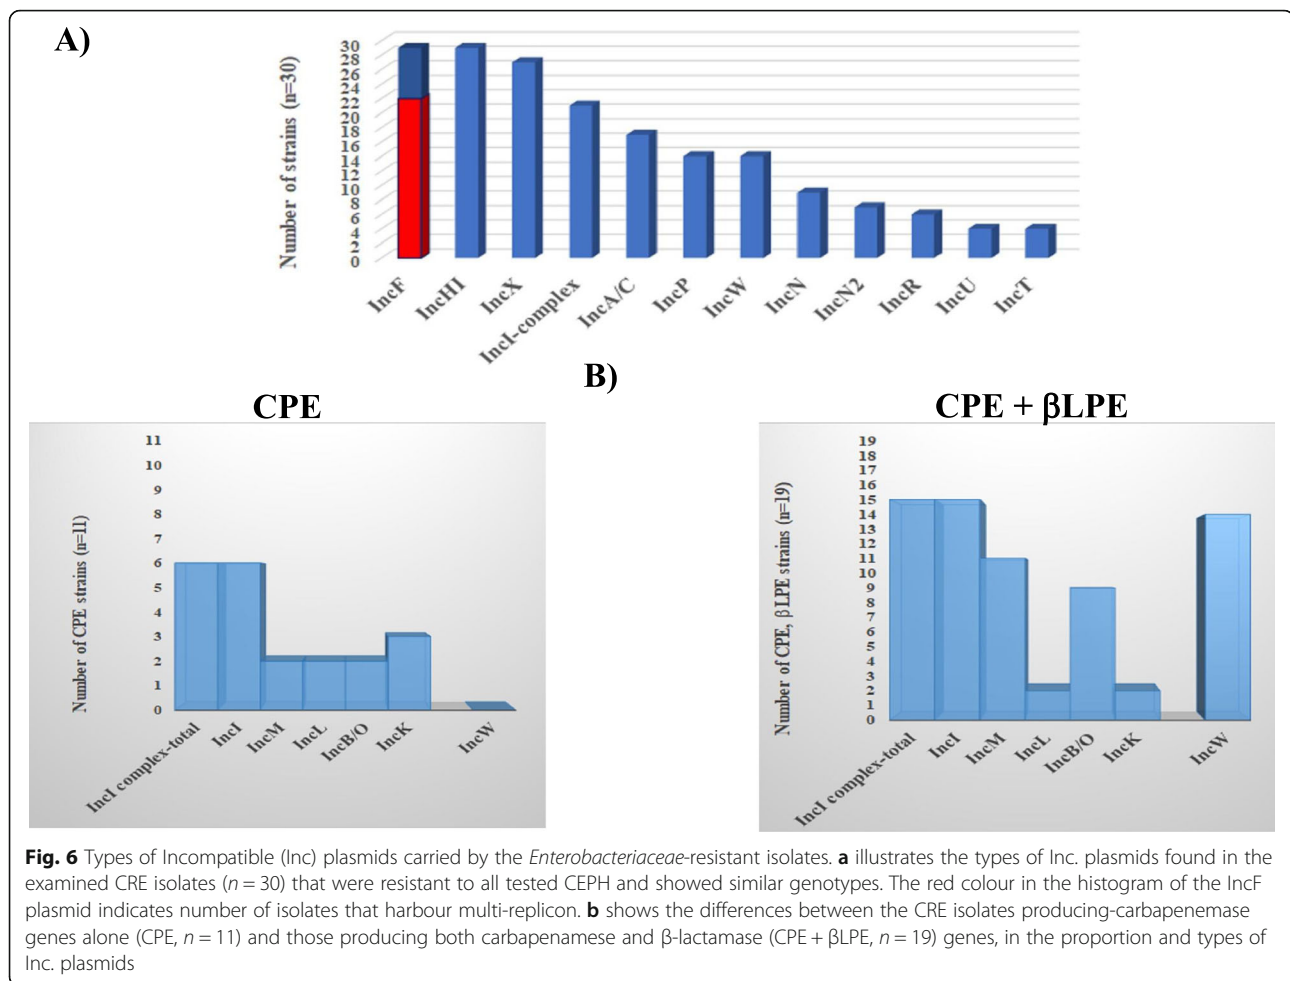 A)
Number of strains (n=30)
30
28
26
24
22
20
18
16
14
12
10
8
6
4
2
0
IncF
IncHI
IncX
IncI-complex
IncA/C
IncP
IncW
IncN
IncN2
IncR
IncU
IncT
B)
CPE
Number of CPE strains (n=11)
11
10
9
8
7
6
5
4
3
2
1
0
IncI complex-total
IncI
IncM
IncL
IncB/O
IncK
IncW
CPE + βLPE
Number of CPE, β LPE strains (n=19)
19
18
17
16
15
14
13
12
11
10
9
8
7
6
5
4
3
2
1
0
IncI complex-total
IncI
IncM
IncL
IncB/O
IncK
IncW
Fig. 6 Types of Incompatible (Inc) plasmids carried by the Enterobacteriaceae-resistant isolates. a illustrates the types of Inc. plasmids found in the
examined CRE isolates (n = 30) that were resistant to all tested CEPH and showed similar genotypes. The red colour in the histogram of the IncF
plasmid indicates number of isolates that harbour multi-replicon. b shows the differences between the CRE isolates producing-carbapenemase
genes alone (CPE, n = 11) and those producing both carbapenamese and β-lactamase (CPE + βLPE, n = 19) genes, in the proportion and types of
Inc. plasmids